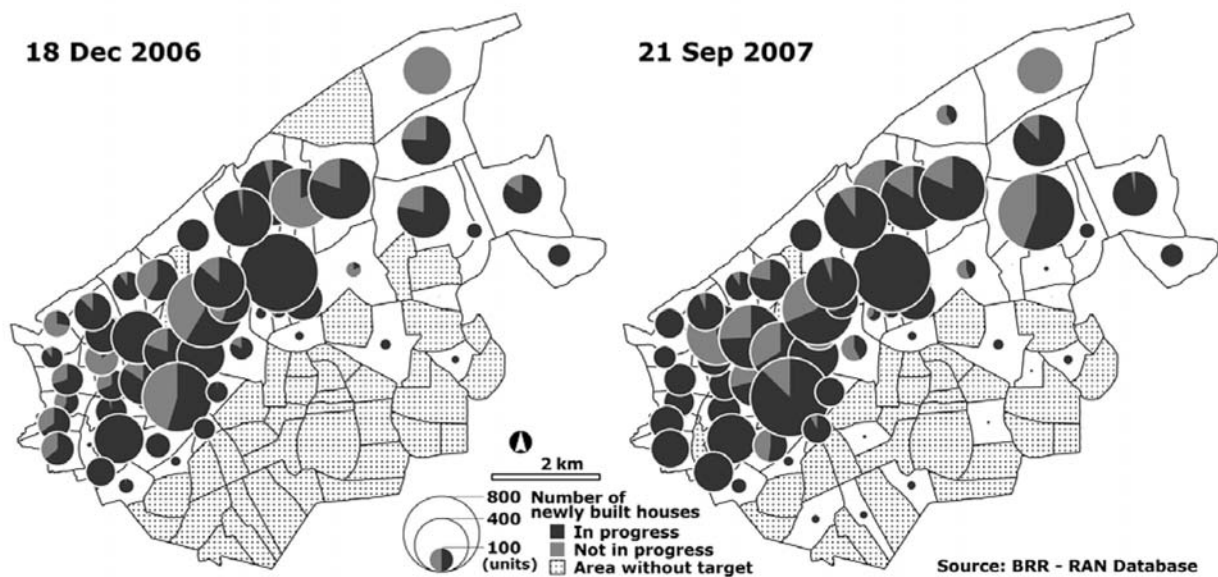 18 Dec 2006
21 Sep 2007
2 km
800
400
100
(units)
Number of
newly built houses
In progress
Not in progress
Area without target
Source: BRR - RAN Database